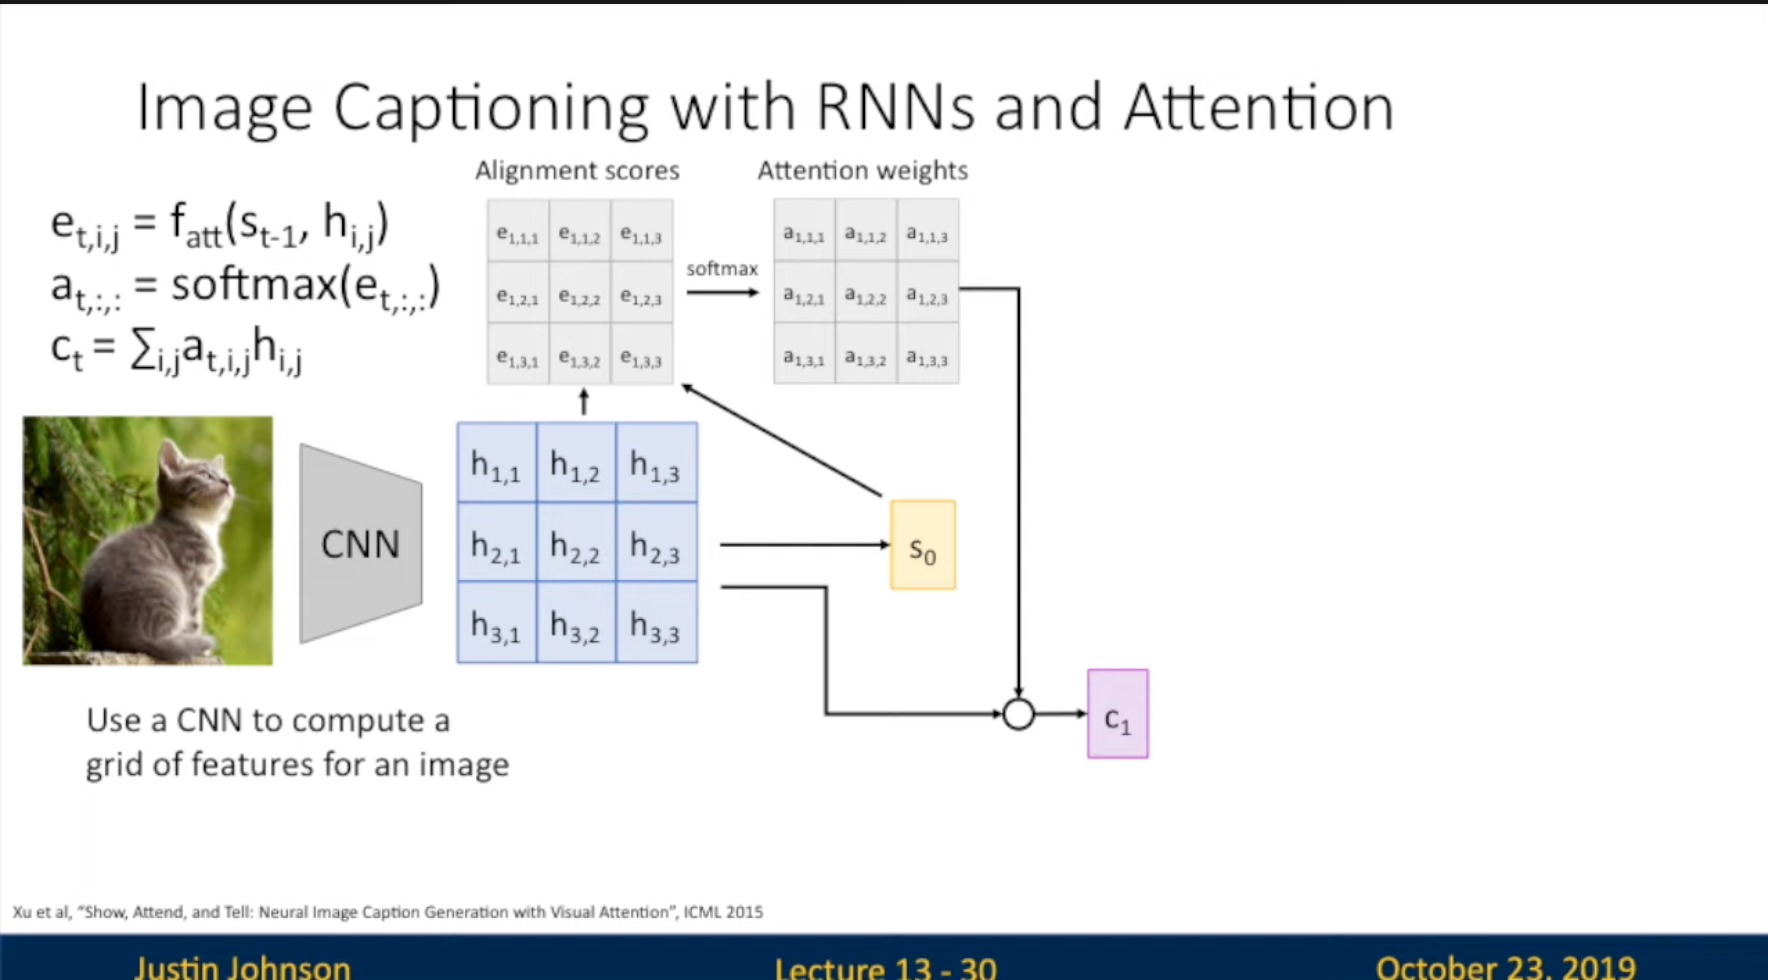 Image Captioning with RNNs and Attention
Alignment scores
Attention weights
e_{t,i,j} = f_{att}(s_{t-1}, h_{i,j})
a_{t,:,:} = softmax(e_{t,:,:})
c_t = ∑_{i,j}a_{t,i,j}h_{i,j}
e_{1,1,1} e_{1,1,2} e_{1,1,3}
e_{1,2,1} e_{1,2,2} e_{1,2,3}
e_{1,3,1} e_{1,3,2} e_{1,3,3}
softmax
a_{1,1,1} a_{1,1,2} a_{1,1,3}
a_{1,2,1} a_{1,2,2} a_{1,2,3}
a_{1,3,1} a_{1,3,2} a_{1,3,3}
CNN
h_{1,1} h_{1,2} h_{1,3}
h_{2,1} h_{2,2} h_{2,3}
h_{3,1} h_{3,2} h_{3,3}
s_0
c_1
Use a CNN to compute a
grid of features for an image
Xu et al, "Show, Attend, and Tell: Neural Image Caption Generation with Visual Attention", ICML 2015
Justin Johnson
Lecture 13 - 30
October 23, 2019